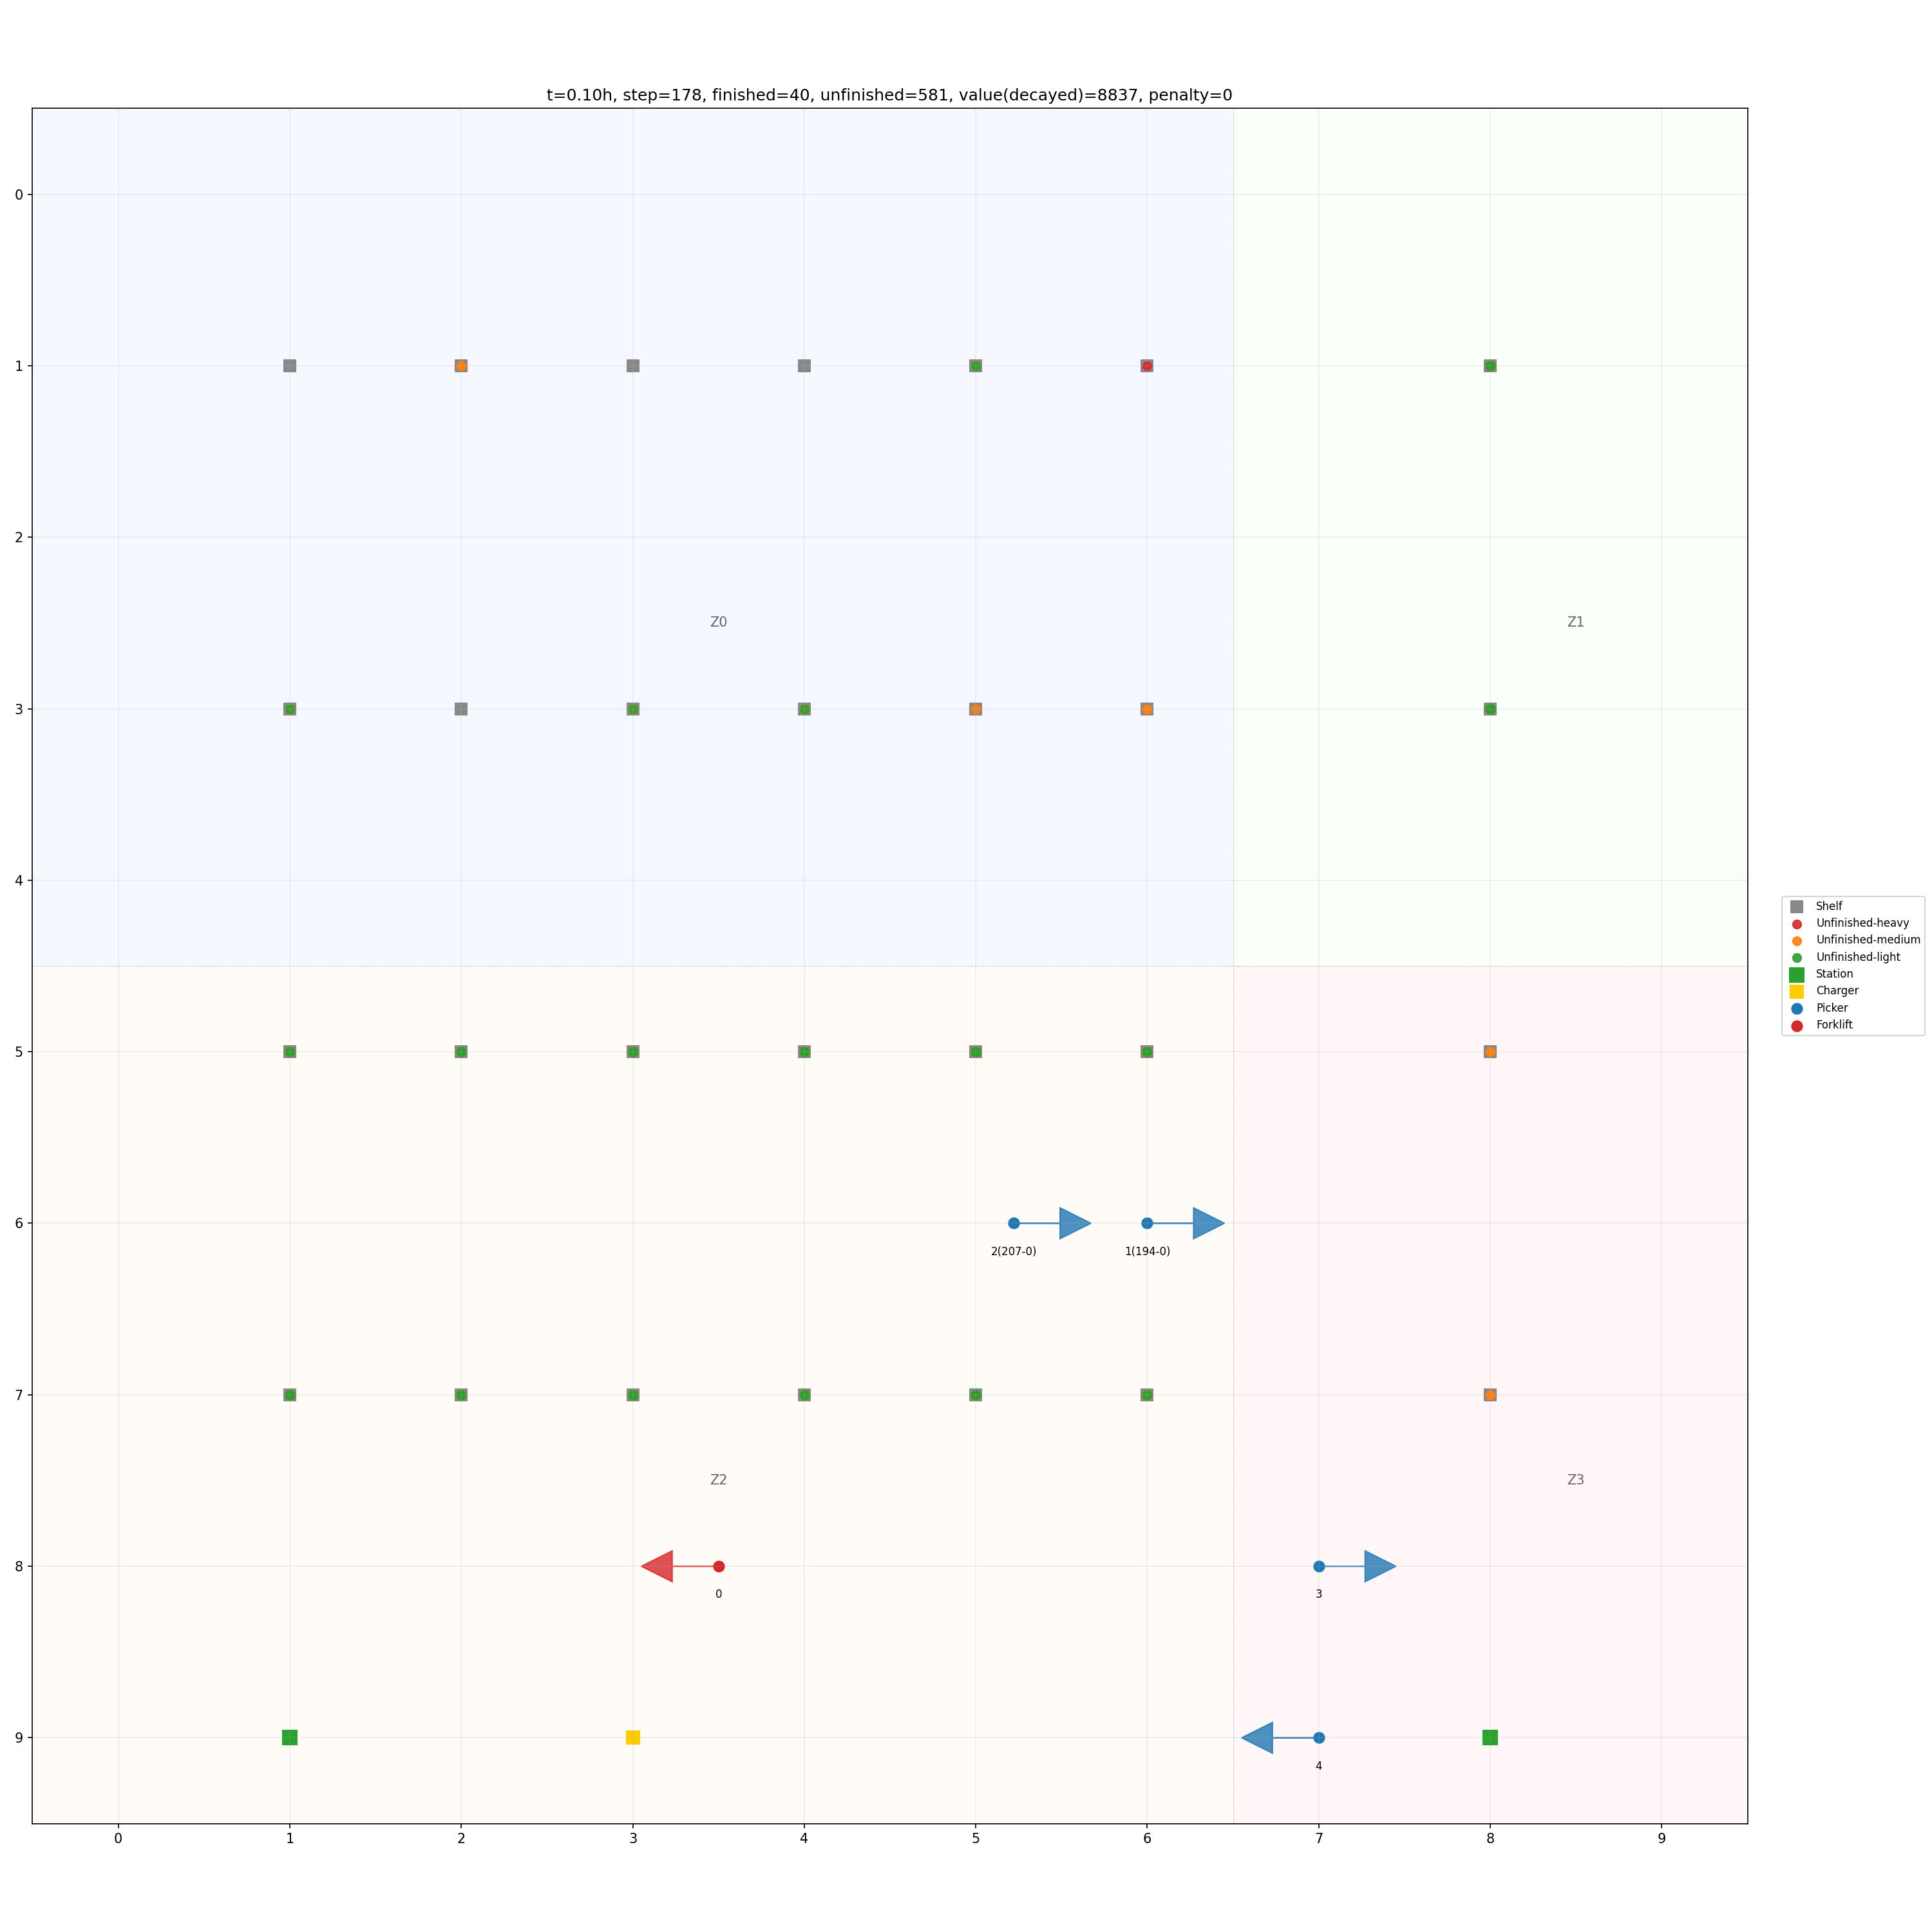 t=0.10h, step=178, finished=40, unfinished=581, value(decayed)=8837, penalty=0
0
1
2
Z0
Z1
3
4
Shelf
Unfinished-heavy
Unfinished-medium
Unfinished-light
Station
Charger
Picker
Forklift
5
6
2(207-0)
1(194-0)
7
Z2
Z3
8
0
3
9
4
0 1 2 3 4 5 6 7 8 9